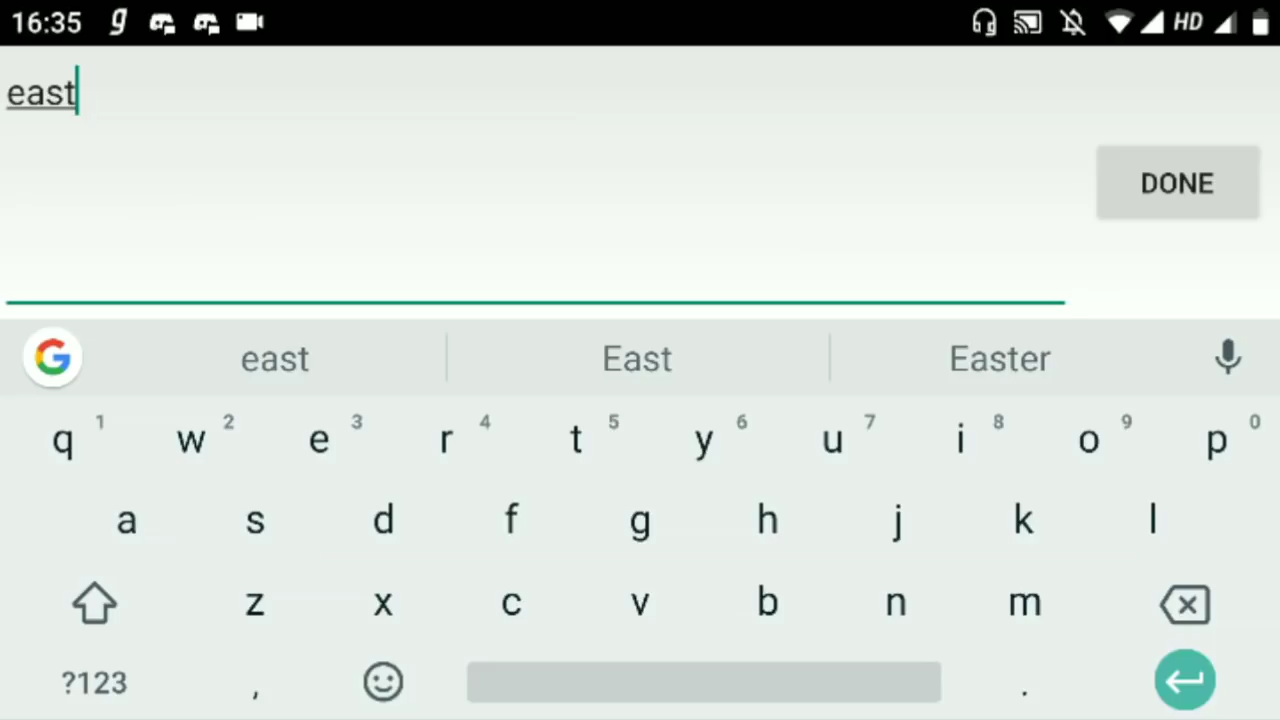 16:35 g HD
east
DONE
east East Easter
q 1 w 2 e 3 r 4 t 5 y 6 u 7 i 8 o 9 p 0
a s d f g h j k l
z x c v b n m
?123 , .